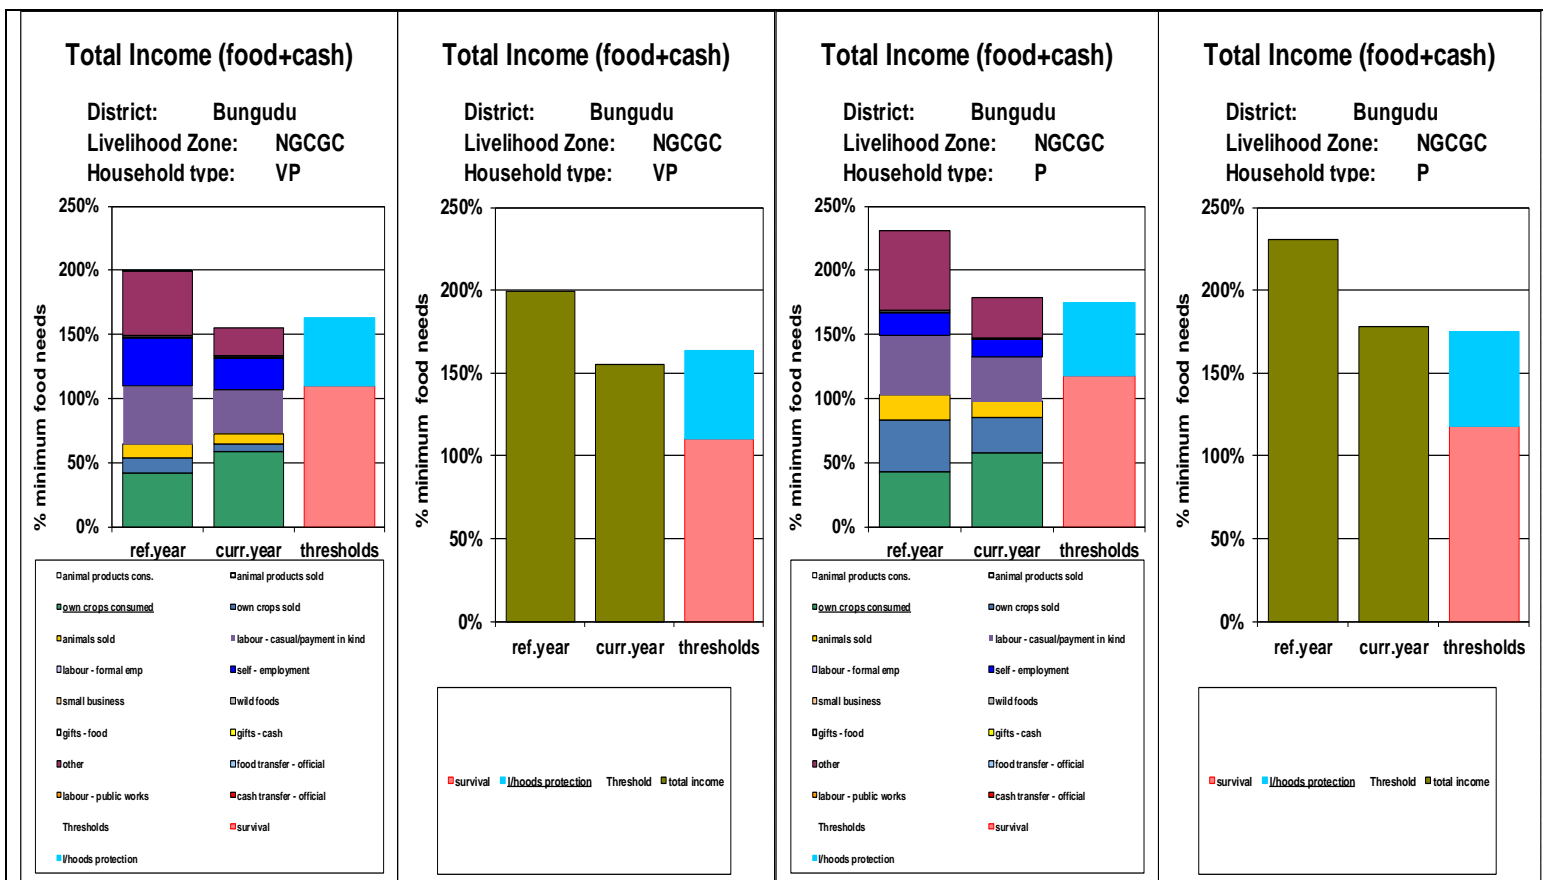 Total Income (food+cash)
District: Bungudu
Livelihood Zone: NGCGC
Household type: VP
250%
200%
150%
100%
50%
0%
% minimum food needs
ref.year curr.year thresholds
animal products cons. animal products sold
own crops consumed own crops sold
animals sold labour - casual/payment in kind
labour - formal emp self - employment
small business wild foods
gifts - food gifts - cash
other food transfer - official
labour - public works cash transfer - official
Thresholds survival
l/hoods protection
Total Income (food+cash)
District: Bungudu
Livelihood Zone: NGCGC
Household type: VP
250%
200%
150%
100%
50%
0%
% minimum food needs
ref.year curr.year thresholds
survival l/hoods protection Threshold total income
Total Income (food+cash)
District: Bungudu
Livelihood Zone: NGCGC
Household type: P
250%
200%
150%
100%
50%
0%
% minimum food needs
ref.year curr.year thresholds
animal products cons. animal products sold
own crops consumed own crops sold
animals sold labour - casual/payment in kind
labour - formal emp self - employment
small business wild foods
gifts - food gifts - cash
other food transfer - official
labour - public works cash transfer - official
Thresholds survival
l/hoods protection
Total Income (food+cash)
District: Bungudu
Livelihood Zone: NGCGC
Household type: P
250%
200%
150%
100%
50%
0%
% minimum food needs
ref.year curr.year thresholds
survival l/hoods protection Threshold total income